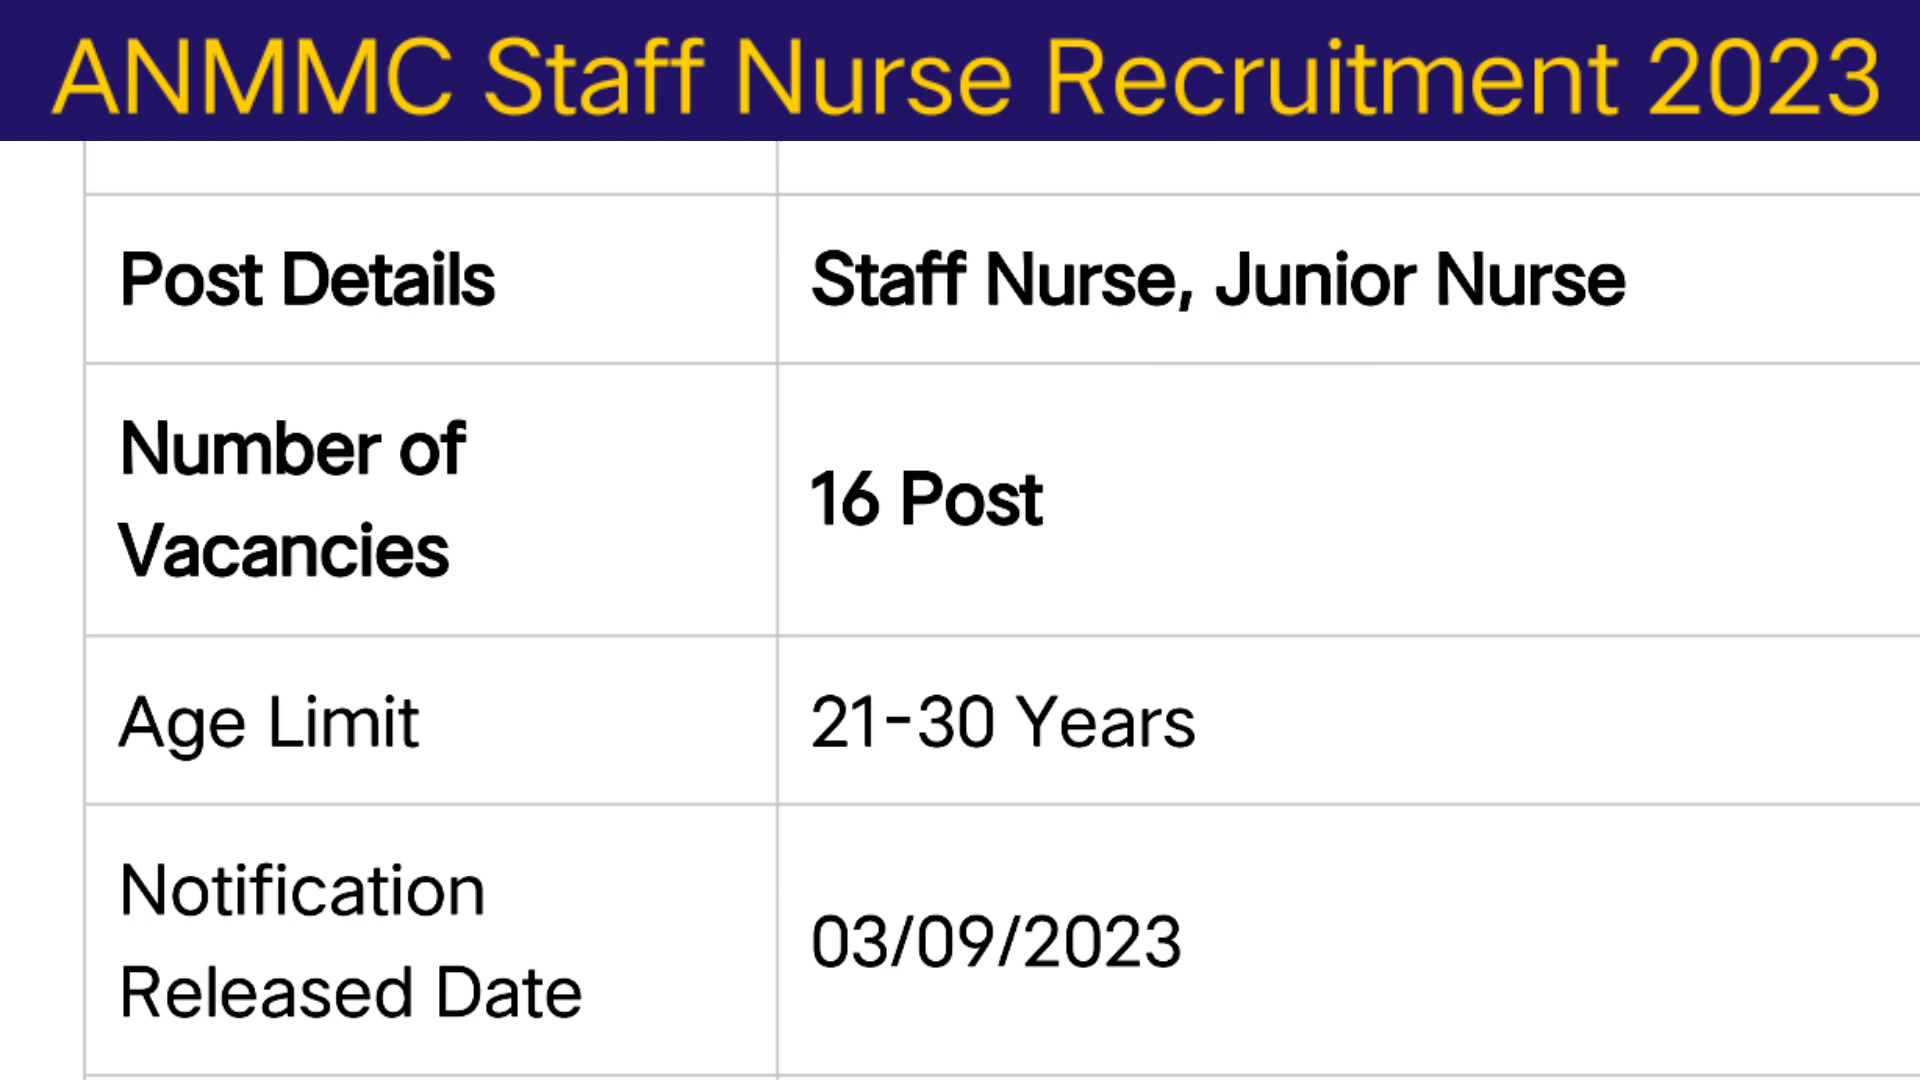 ANMMC Staff Nurse Recruitment 2023
Post Details
Staff Nurse, Junior Nurse
Number of
Vacancies
16 Post
Age Limit
21-30 Years
Notification
Released Date
03/09/2023